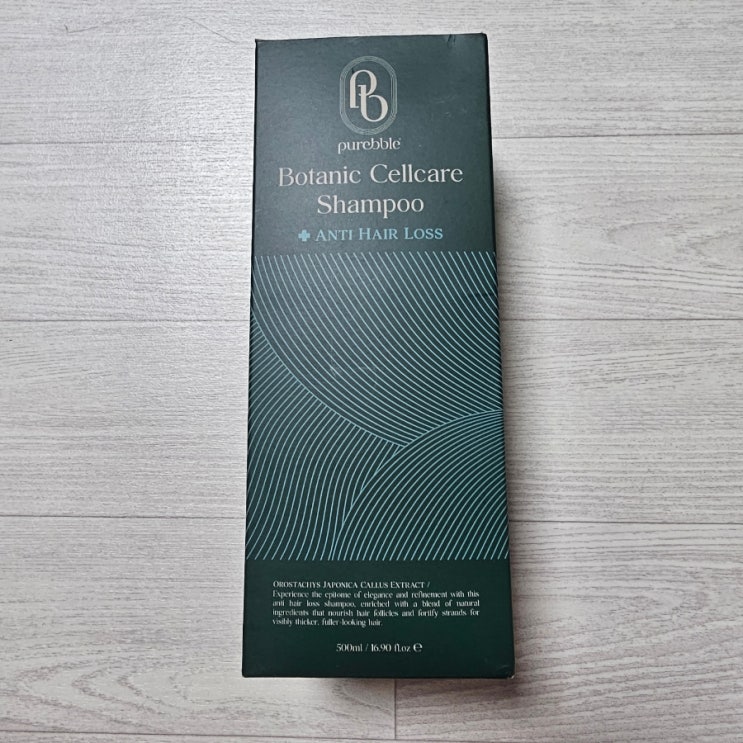 purebble
Botanic Cellcare
Shampoo
ANTI HAIR LOSS
OROSTACHYS JAPONICA CALLUS EXTRACT /
Experience the epitome of elegance and refinement with this
anti hair loss shampoo, enriched with a blend of natural
ingredients that nourish hair follicles and fortify strands for
visibly thicker, fuller-looking hair.
500ml / 16.90 fl.oz ℮